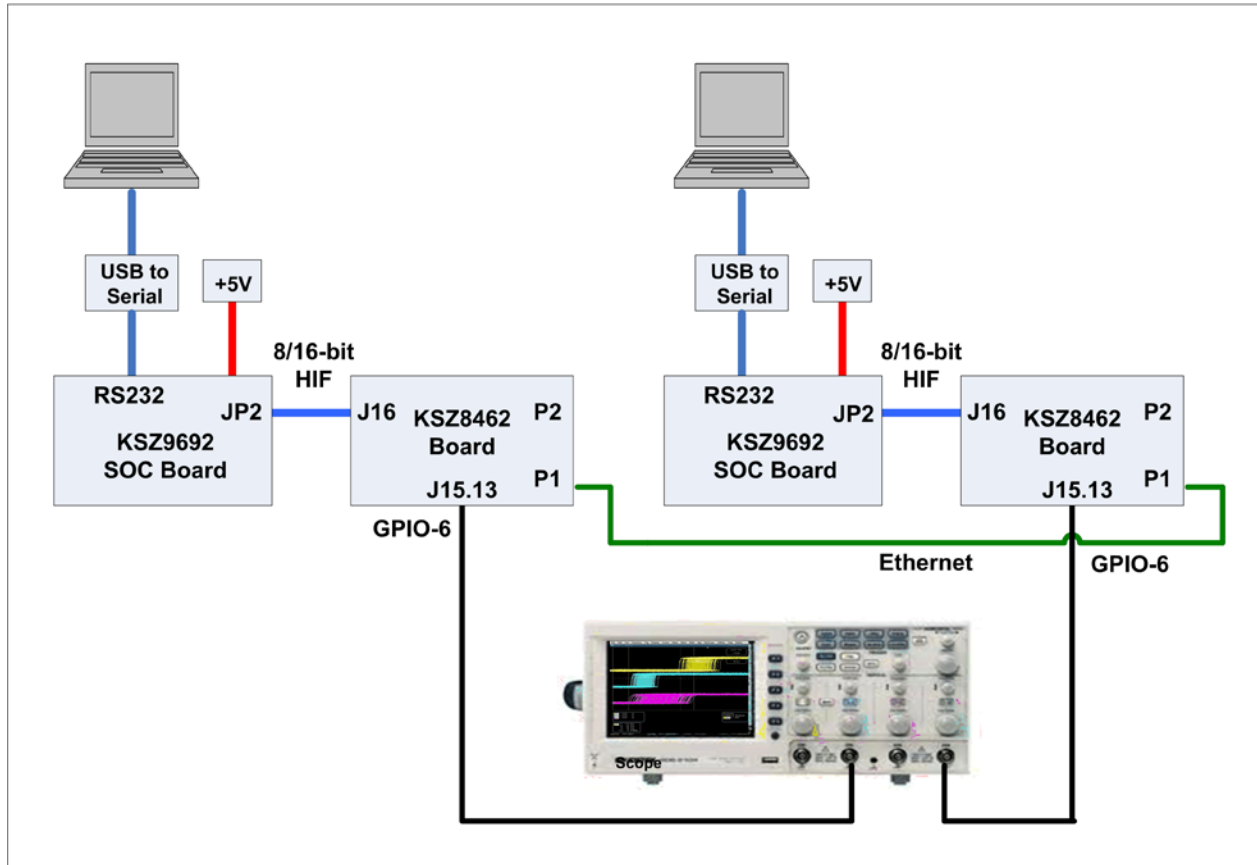 USB to
Serial
+5V
8/16-bit
HIF
RS232
JP2
KSZ9692
SOC Board
J16
KSZ8462
Board
P2
P1
J15.13
GPIO-6
USB to
Serial
+5V
8/16-bit
HIF
RS232
JP2
KSZ9692
SOC Board
J16
KSZ8462
Board
P2
P1
J15.13
Ethernet
GPIO-6
Scope